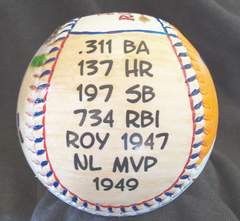 .311 BA
137 HR
197 SB
734 RBI
ROY 1947
NL MVP
1949